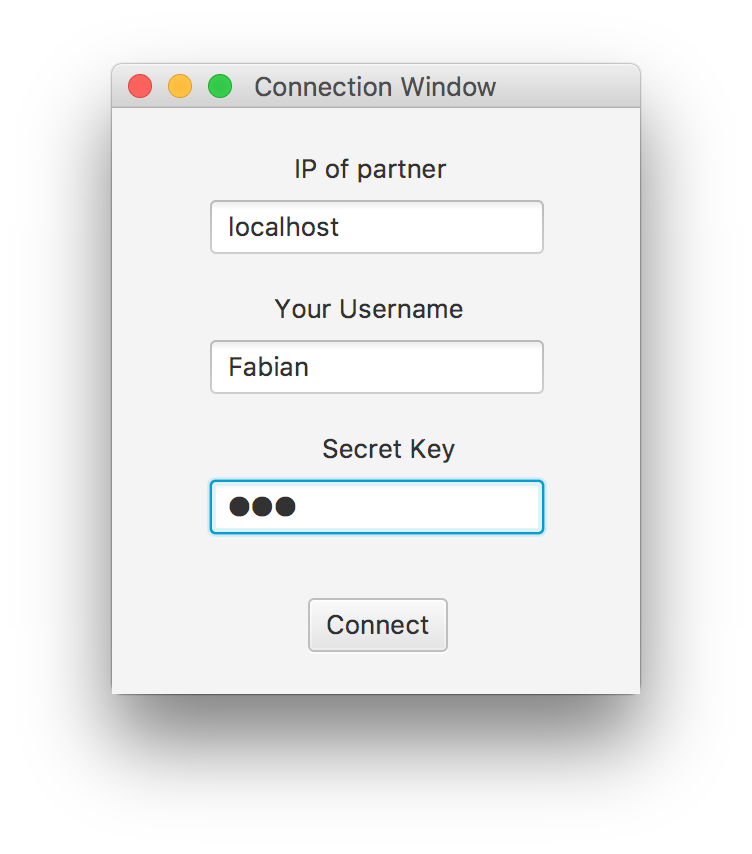 Connection Window
IP of partner
localhost
Your Username
Fabian
Secret Key
●●●
Connect